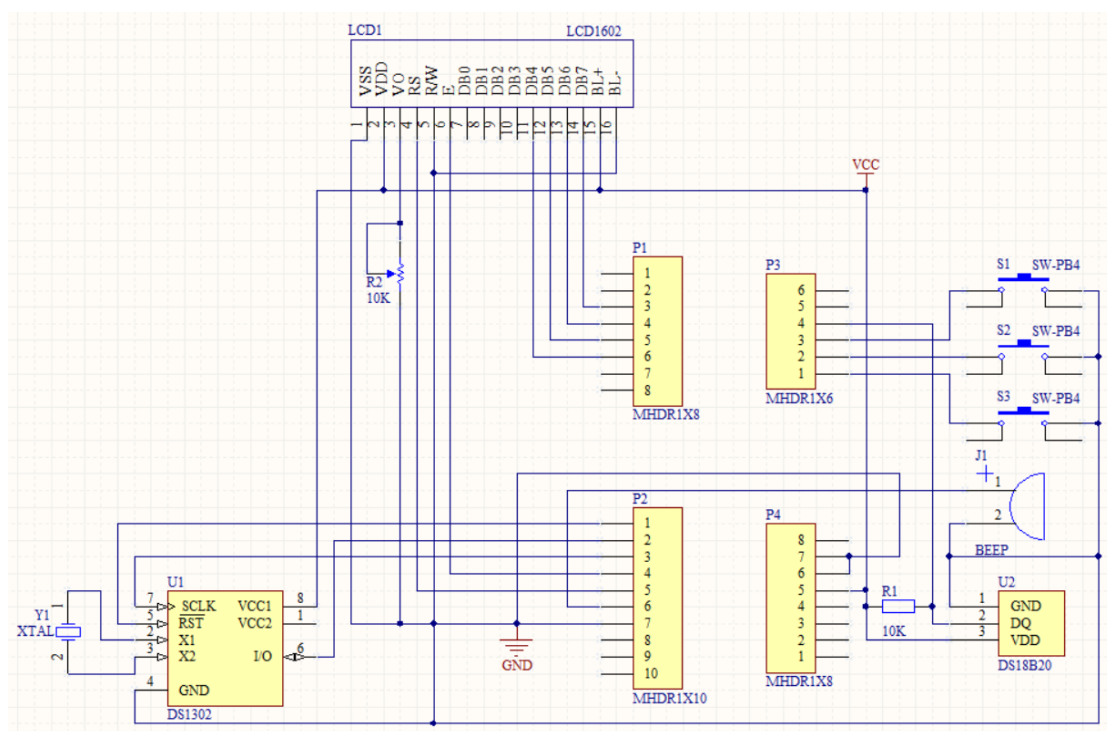 LCD1 LCD1602
VSS VDD VO RS R/W E DB0 DB1 DB2 DB3 DB4 DB5 DB6 DB7 BL+ BL-
1 2 3 4 5 6 7 8 9 10 11 12 13 14 15 16
VCC
P1
1
2
3
4
5
6
7
8
MHDR1X8
P3
6
5
4
3
2
1
MHDR1X6
S1 SW-PB4
S2 SW-PB4
S3 SW-PB4
R2
10K
J1
1
2
BEEP
P2
1
2
3
4
5
6
7
8
9
10
MHDR1X10
P4
8
7
6
5
4
3
2
1
MHDR1X8
R1
10K
U2
1 GND
2 DQ
3 VDD
DS18B20
GND
Y1
XTAL
1
2
U1
7 SCLK VCC1 8
5 RST VCC2 1
2 X1
3 X2 I/O 6
4 GND
DS1302